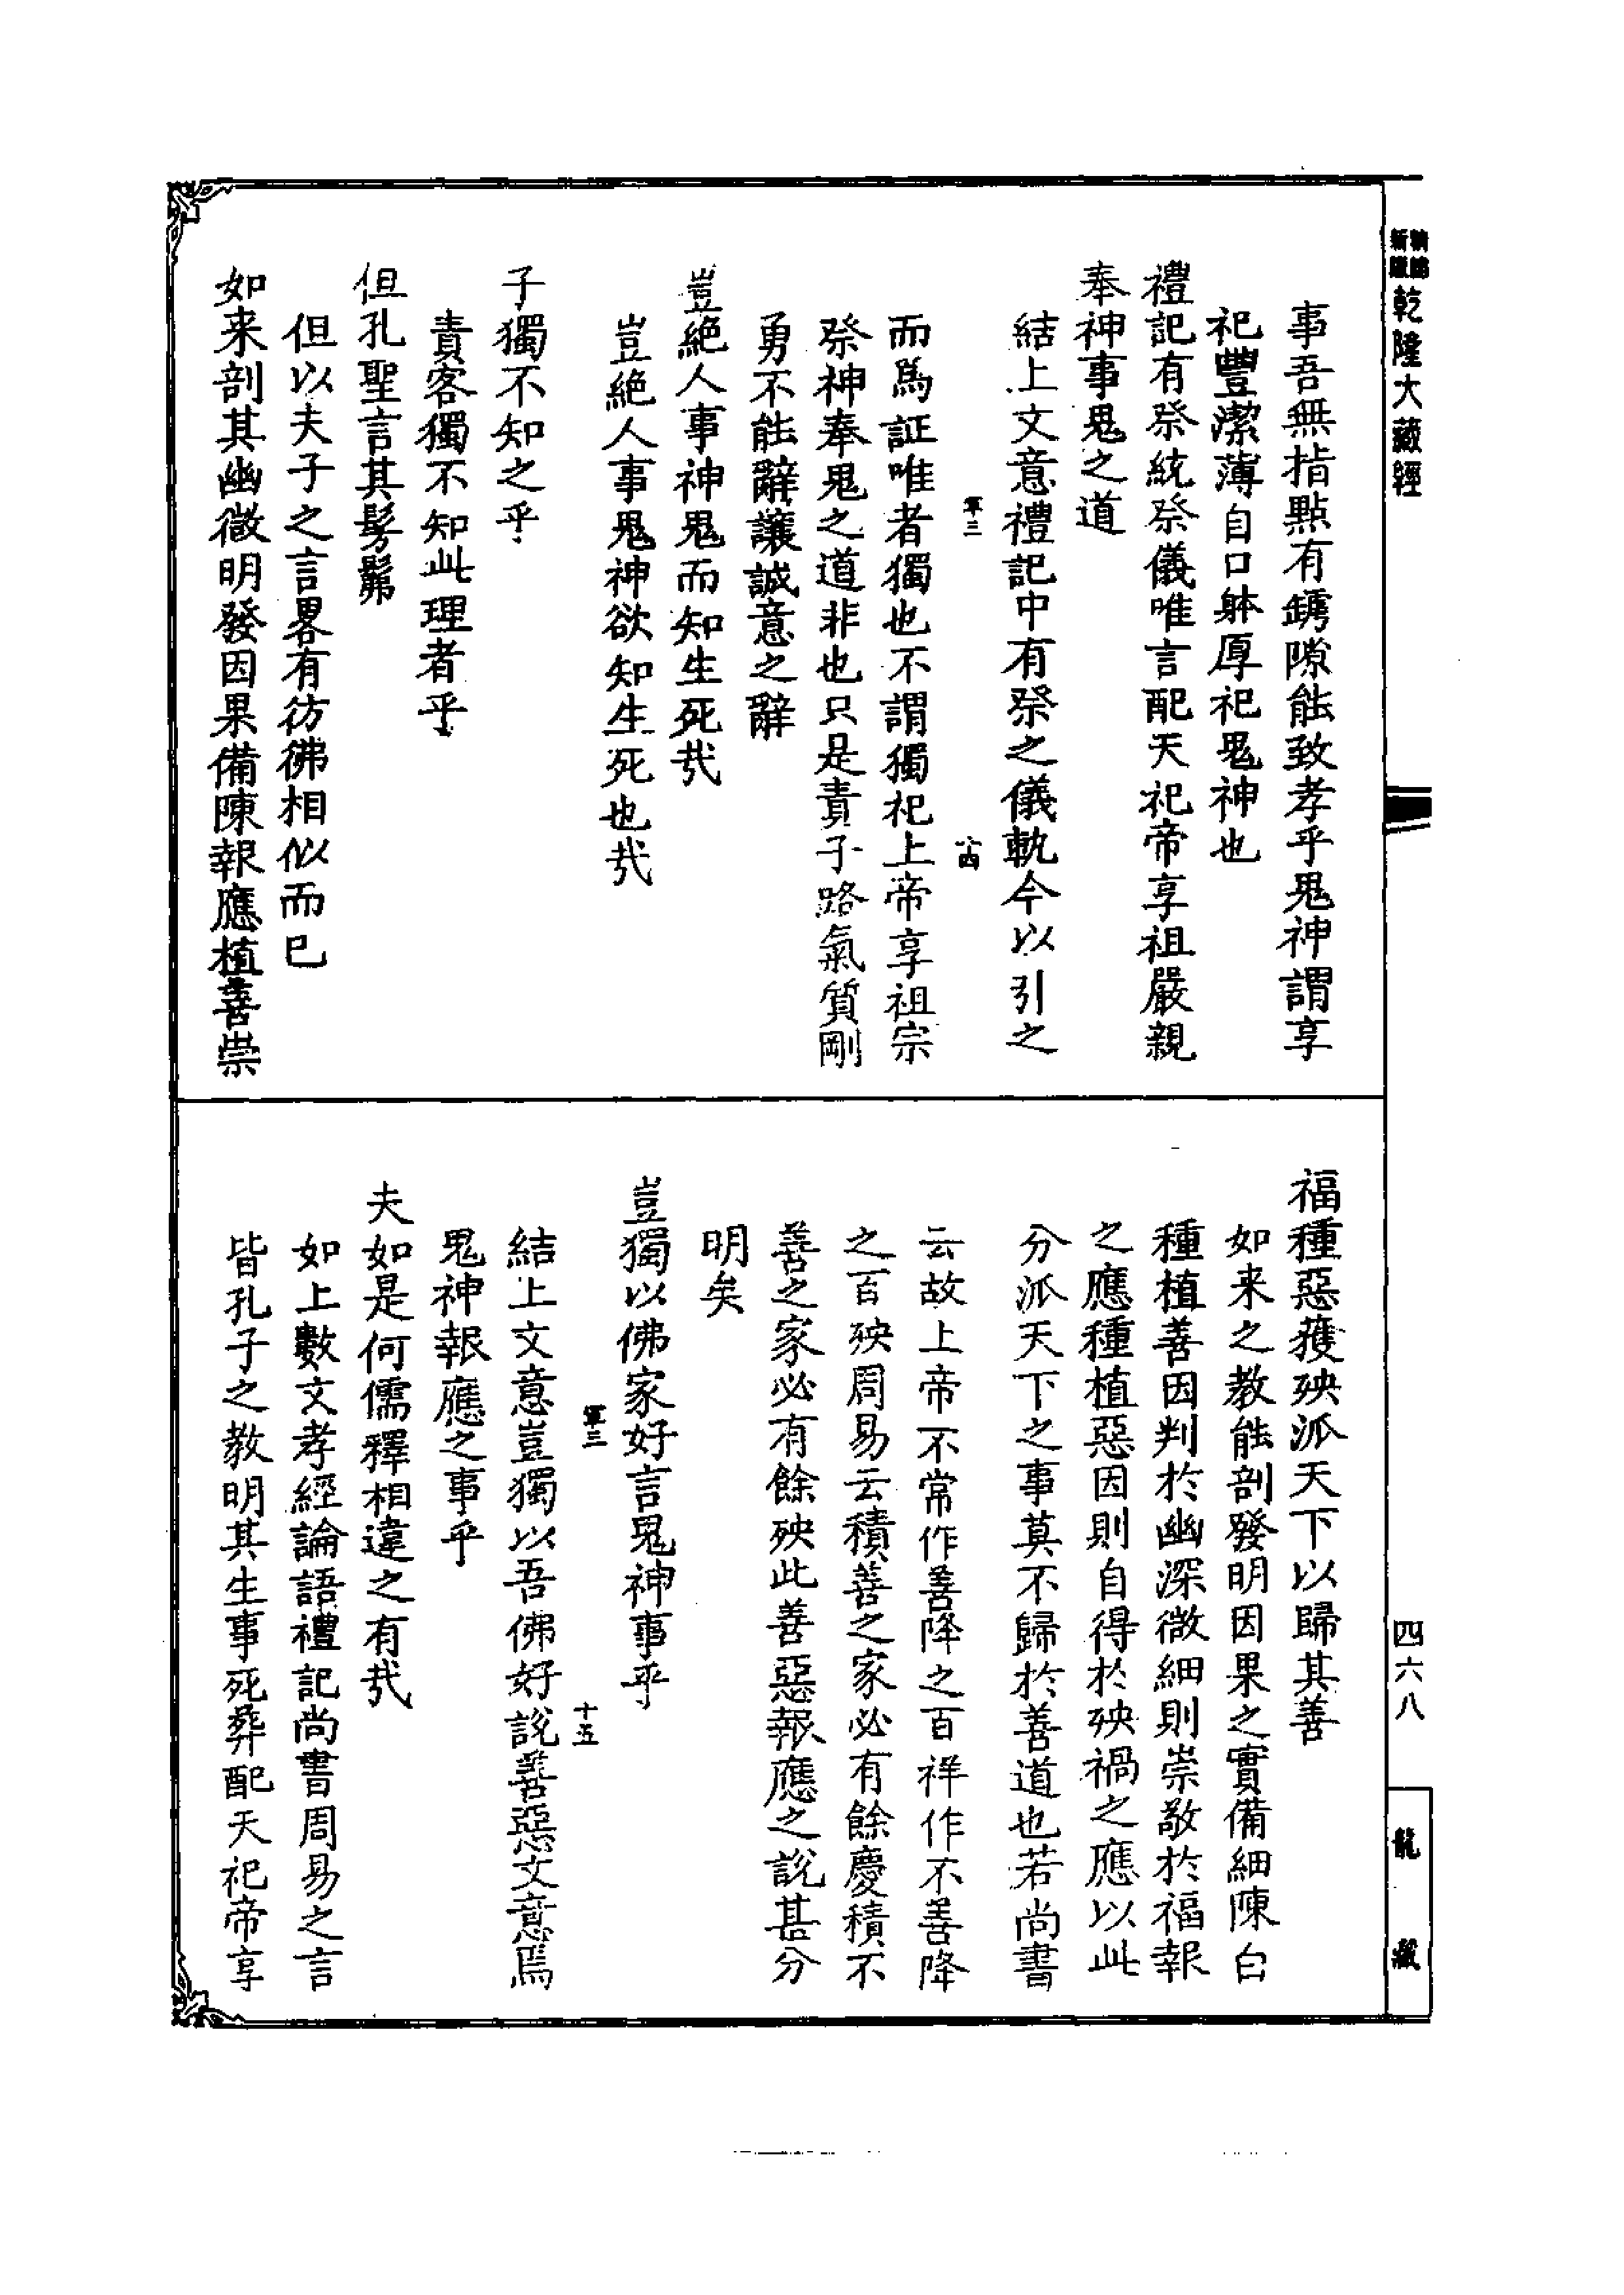 乾隆大藏經
事吾無指點有鏬隙能致孝乎鬼神謂享
祀豐潔薄自口躰厚祀鬼神也
禮記有祭統祭儀唯言配天祀帝享祖嚴親
奉神事鬼之道
結上文意禮記中有祭之儀軌今以引之
軍三
十四
而爲証唯者獨也不謂獨祀上帝享祖宗
祭神奉鬼之道非也只是責子路氣質剛
勇不能辭讓誠意之辭
豈絕人事神鬼而知生死㢤
豈絕人事鬼神欲知生死也㢤
子獨不知之乎
責客獨不知此理者乎
但孔聖言其髣髴
但以夫子之言畧有彷彿相似而已
如来剖其幽微明發因果備陳報應植善崇
福種惡獲殃派天下以歸其善
如来之教能剖發明因果之實備細陳白
種植善因判於幽深微細則崇敬於福報
之應種植惡因則自得於殃禍之應以此
分派天下之事莫不歸於善道也若尚書
云故上帝不常作善降之百祥作不善降
之百殃周易云積善之家必有餘慶積不
善之家必有餘殃此善惡報應之說甚分
明矣
豈獨以佛家好言鬼神事乎
軍三
十五
結上文意豈獨以吾佛好說善惡文意焉
鬼神報應之事乎
夫如是何儒釋相違之有㢤
如上數文孝經論語禮記尚書周易之言
皆孔子之教明其生事死葬配天祀帝享
四六八
龍藏